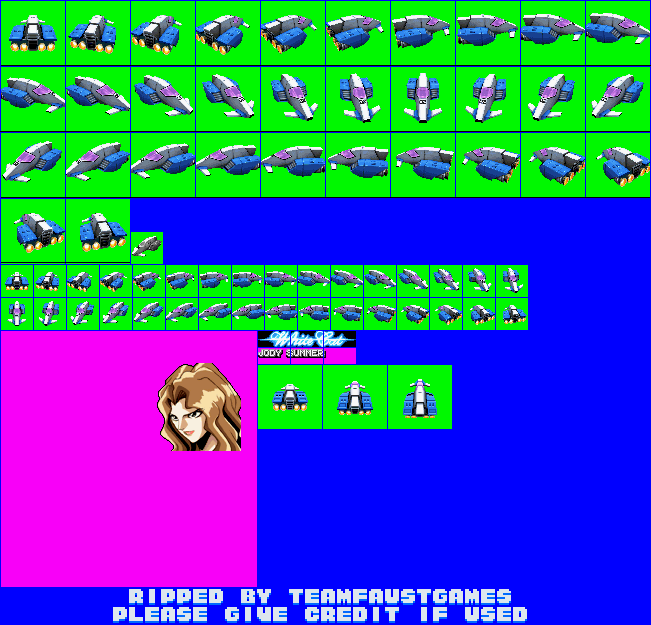 White Cat
JODY SUMMER
RIPPED BY TEAMFAUSTGAMES
PLEASE GIVE CREDIT IF USED